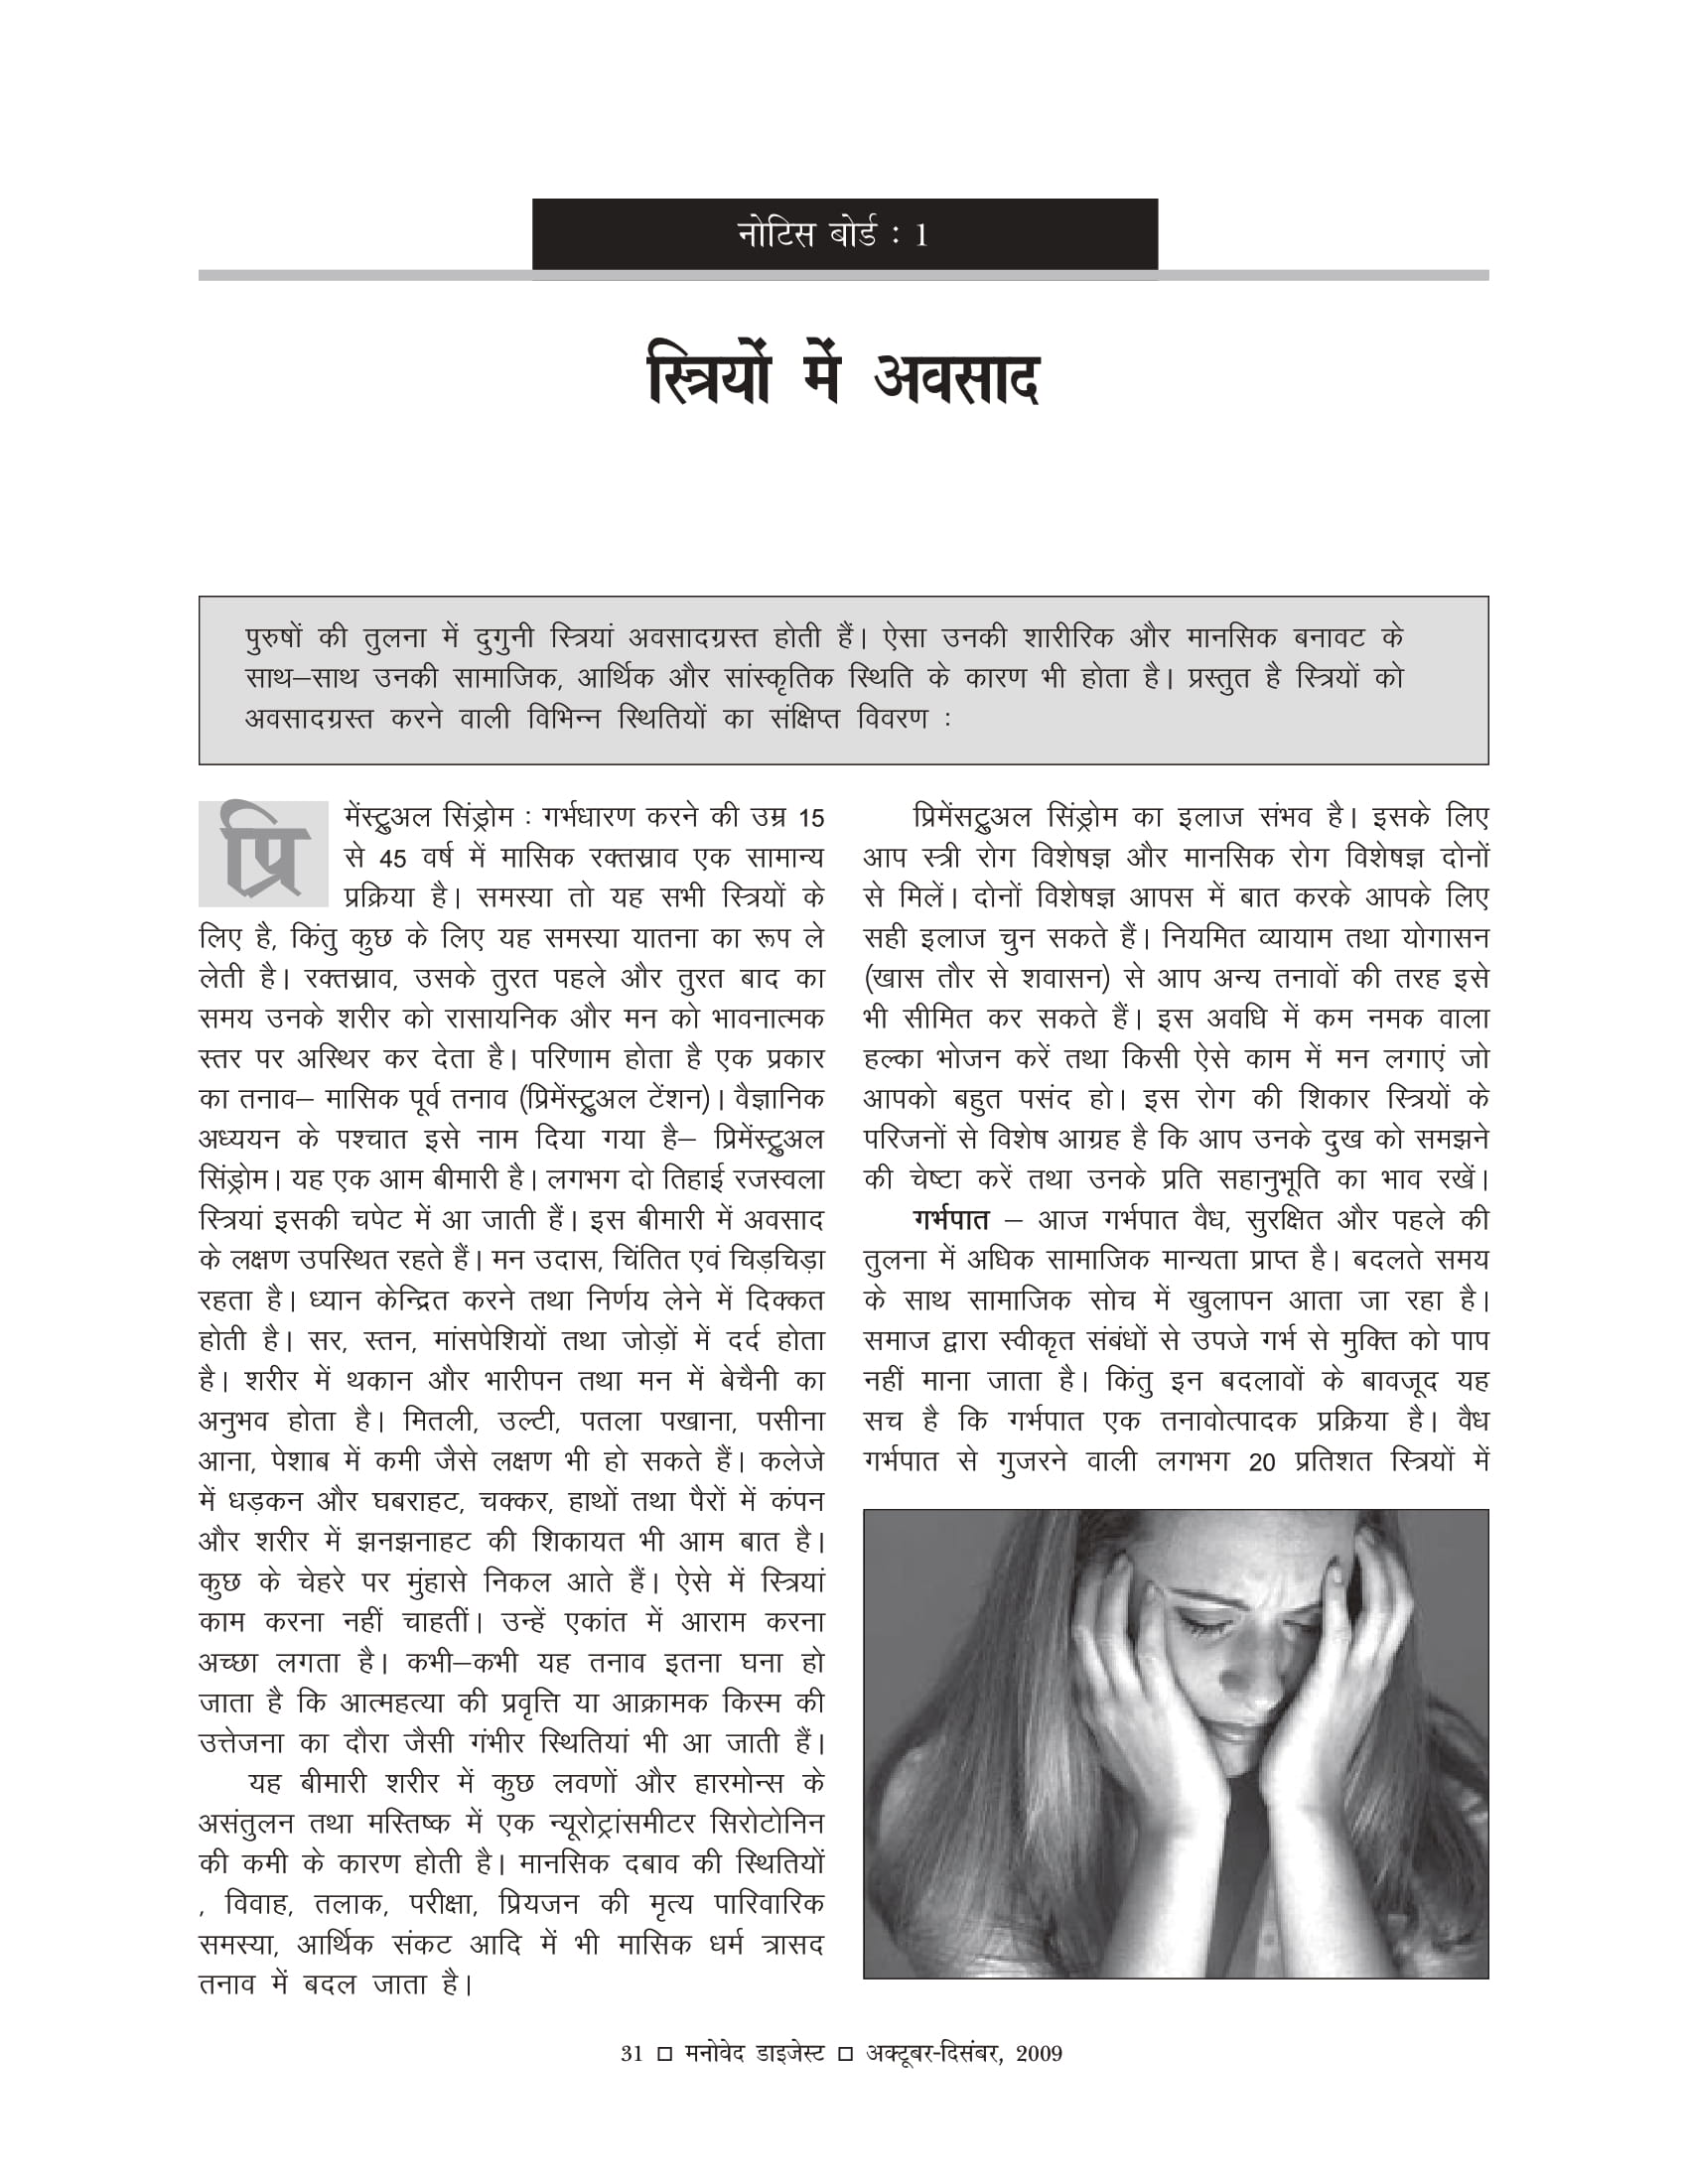 नोटिस बोर्ड : 1
स्त्रियों में अवसाद
पुरुषों की तुलना में दुगुनी स्त्रियां अवसादग्रस्त होती हैं। ऐसा उनकी शारीरिक और मानसिक बनावट के
साथ–साथ उनकी सामाजिक, आर्थिक और सांस्कृतिक स्थिति के कारण भी होता है। प्रस्तुत है स्त्रियों को
अवसादग्रस्त करने वाली विभिन्न स्थितियों का संक्षिप्त विवरण :
प्रिमेंस्ट्रुअल सिंड्रोम : गर्भधारण करने की उम्र 15
से 45 वर्ष में मासिक रक्तस्राव एक सामान्य
प्रक्रिया है। समस्या तो यह सभी स्त्रियों के
लिए है, किंतु कुछ के लिए यह समस्या यातना का रूप ले
लेती है। रक्तस्राव, उसके तुरत पहले और तुरत बाद का
समय उनके शरीर को रासायनिक और मन को भावनात्मक
स्तर पर अस्थिर कर देता है। परिणाम होता है एक प्रकार
का तनाव– मासिक पूर्व तनाव (प्रिमेंस्ट्रुअल टेंशन)। वैज्ञानिक
अध्ययन के पश्चात इसे नाम दिया गया है– प्रिमेंस्ट्रुअल
सिंड्रोम। यह एक आम बीमारी है। लगभग दो तिहाई रजस्वला
स्त्रियां इसकी चपेट में आ जाती हैं। इस बीमारी में अवसाद
के लक्षण उपस्थित रहते हैं। मन उदास, चिंतित एवं चिड़चिड़ा
रहता है। ध्यान केन्द्रित करने तथा निर्णय लेने में दिक्कत
होती है। सर, स्तन, मांसपेशियों तथा जोड़ों में दर्द होता
है। शरीर में थकान और भारीपन तथा मन में बेचैनी का
अनुभव होता है। मितली, उल्टी, पतला पखाना, पसीना
आना, पेशाब में कमी जैसे लक्षण भी हो सकते हैं। कलेजे
में धड़कन और घबराहट, चक्कर, हाथों तथा पैरों में कंपन
और शरीर में झनझनाहट की शिकायत भी आम बात है।
कुछ के चेहरे पर मुंहासे निकल आते हैं। ऐसे में स्त्रियां
काम करना नहीं चाहतीं। उन्हें एकांत में आराम करना
अच्छा लगता है। कभी–कभी यह तनाव इतना घना हो
जाता है कि आत्महत्या की प्रवृत्ति या आक्रामक किस्म की
उत्तेजना का दौरा जैसी गंभीर स्थितियां भी आ जाती हैं।
यह बीमारी शरीर में कुछ लवणों और हारमोन्स के
असंतुलन तथा मस्तिष्क में एक न्यूरोट्रांसमीटर सिरोटोनिन
की कमी के कारण होती है। मानसिक दबाव की स्थितियों
, विवाह, तलाक, परीक्षा, प्रियजन की मृत्य पारिवारिक
समस्या, आर्थिक संकट आदि में भी मासिक धर्म त्रासद
तनाव में बदल जाता है।
प्रिमेंसट्रुअल सिंड्रोम का इलाज संभव है। इसके लिए
आप स्त्री रोग विशेषज्ञ और मानसिक रोग विशेषज्ञ दोनों
से मिलें। दोनों विशेषज्ञ आपस में बात करके आपके लिए
सही इलाज चुन सकते हैं। नियमित व्यायाम तथा योगासन
(खास तौर से शवासन) से आप अन्य तनावों की तरह इसे
भी सीमित कर सकते हैं। इस अवधि में कम नमक वाला
हल्का भोजन करें तथा किसी ऐसे काम में मन लगाएं जो
आपको बहुत पसंद हो। इस रोग की शिकार स्त्रियों के
परिजनों से विशेष आग्रह है कि आप उनके दुख को समझने
की चेष्टा करें तथा उनके प्रति सहानुभूति का भाव रखें।
गर्भपात – आज गर्भपात वैध, सुरक्षित और पहले की
तुलना में अधिक सामाजिक मान्यता प्राप्त है। बदलते समय
के साथ सामाजिक सोच में खुलापन आता जा रहा है।
समाज द्वारा स्वीकृत संबंधों से उपजे गर्भ से मुक्ति को पाप
नहीं माना जाता है। किंतु इन बदलावों के बावजूद यह
सच है कि गर्भपात एक तनावोत्पादक प्रक्रिया है। वैध
गर्भपात से गुजरने वाली लगभग 20 प्रतिशत स्त्रियों में
31 □ मनोवेद डाइजेस्ट □ अक्टूबर-दिसंबर, 2009